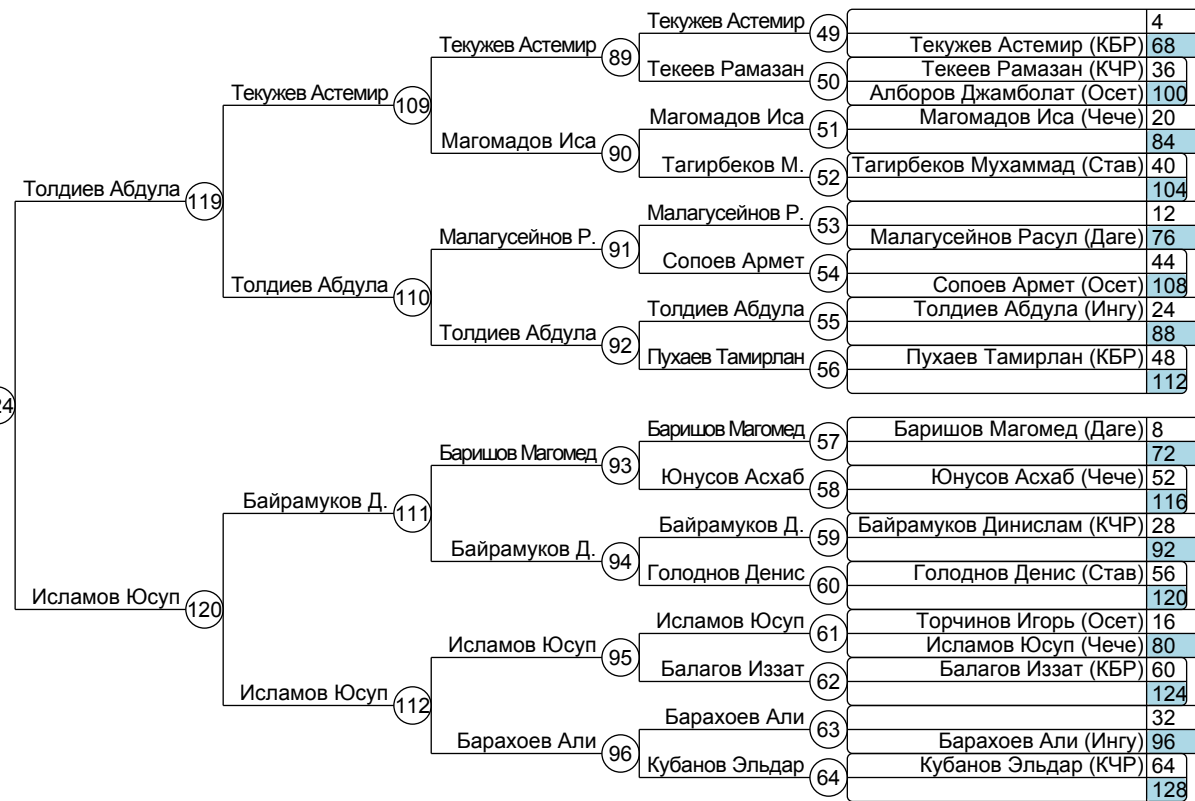 Текужев Астемир 49 4
Текужев Астемир 89 Текужев Астемир (КБР) 68
Текеев Рамазан 50 Текеев Рамазан (КЧР) 36
Текужев Астемир 109 Алборов Джамболат (Осет) 100
Магомадов Иса 51 Магомадов Иса (Чече) 20
Магомадов Иса 90 84
Тагирбеков М. 52 Тагирбеков Мухаммад (Став) 40
Толдиев Абдула 119 104
Малагусейнов Р. 53 12
Малагусейнов Р. 91 Малагусейнов Расул (Даге) 76
Сопоев Армет 54 44
Толдиев Абдула 110 Сопоев Армет (Осет) 108
Толдиев Абдула 55 Толдиев Абдула (Ингу) 24
Толдиев Абдула 92 88
Пухаев Тамирлан 56 Пухаев Тамирлан (КБР) 48
112
24
Баришов Магомед 57 Баришов Магомед (Даге) 8
Баришов Магомед 93 72
Юнусов Асхаб 58 Юнусов Асхаб (Чече) 52
Байрамуков Д. 111 116
Байрамуков Д. 59 Байрамуков Динислам (КЧР) 28
Байрамуков Д. 94 92
Голоднов Денис 60 Голоднов Денис (Став) 56
Исламов Юсуп 120 120
Исламов Юсуп 61 Торчинов Игорь (Осет) 16
Исламов Юсуп 95 Исламов Юсуп (Чече) 80
Балагов Иззат 62 Балагов Иззат (КБР) 60
Исламов Юсуп 112 124
Барахоев Али 63 32
Барахоев Али 96 Барахоев Али (Ингу) 96
Кубанов Эльдар 64 Кубанов Эльдар (КЧР) 64
128